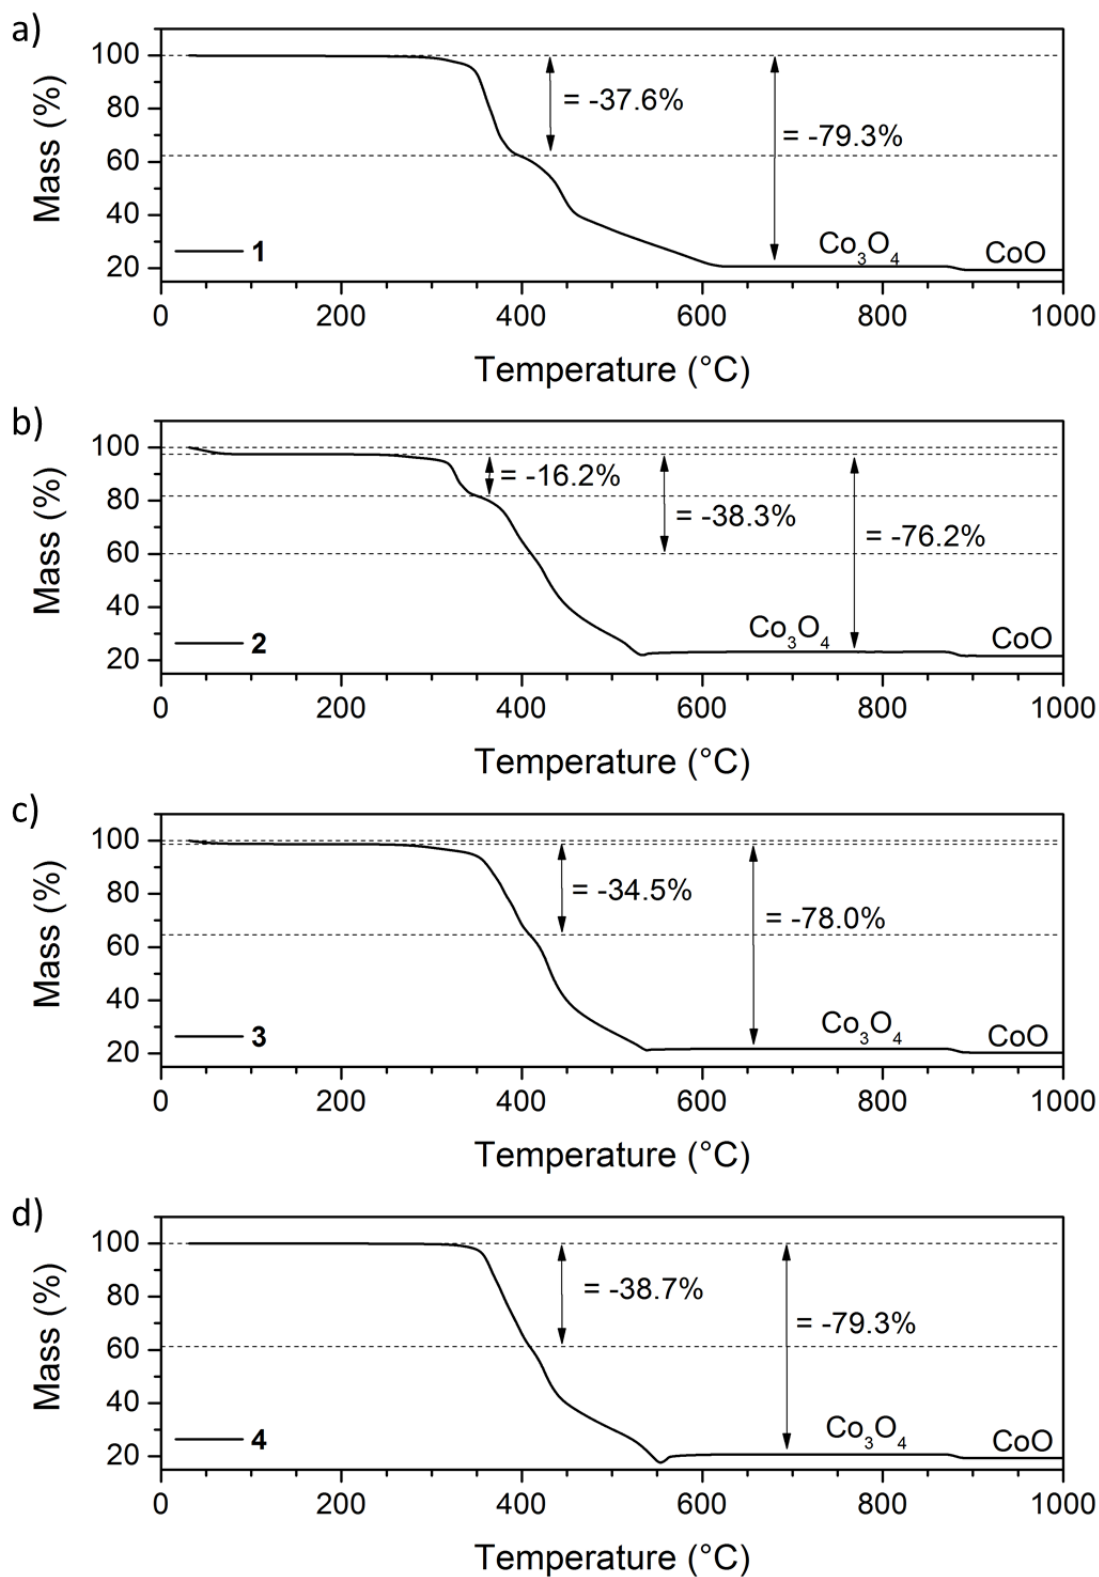 a)
Mass (%)
100
80
60
40
20
= -37.6%
= -79.3%
1
Co₃O₄
CoO
0 200 400 600 800 1000
Temperature (°C)
b)
Mass (%)
100
80
60
40
20
= -16.2%
= -38.3%
= -76.2%
2
Co₃O₄
CoO
0 200 400 600 800 1000
Temperature (°C)
c)
Mass (%)
100
80
60
40
20
= -34.5%
= -78.0%
3
Co₃O₄
CoO
0 200 400 600 800 1000
Temperature (°C)
d)
Mass (%)
100
80
60
40
20
= -38.7%
= -79.3%
4
Co₃O₄
CoO
0 200 400 600 800 1000
Temperature (°C)